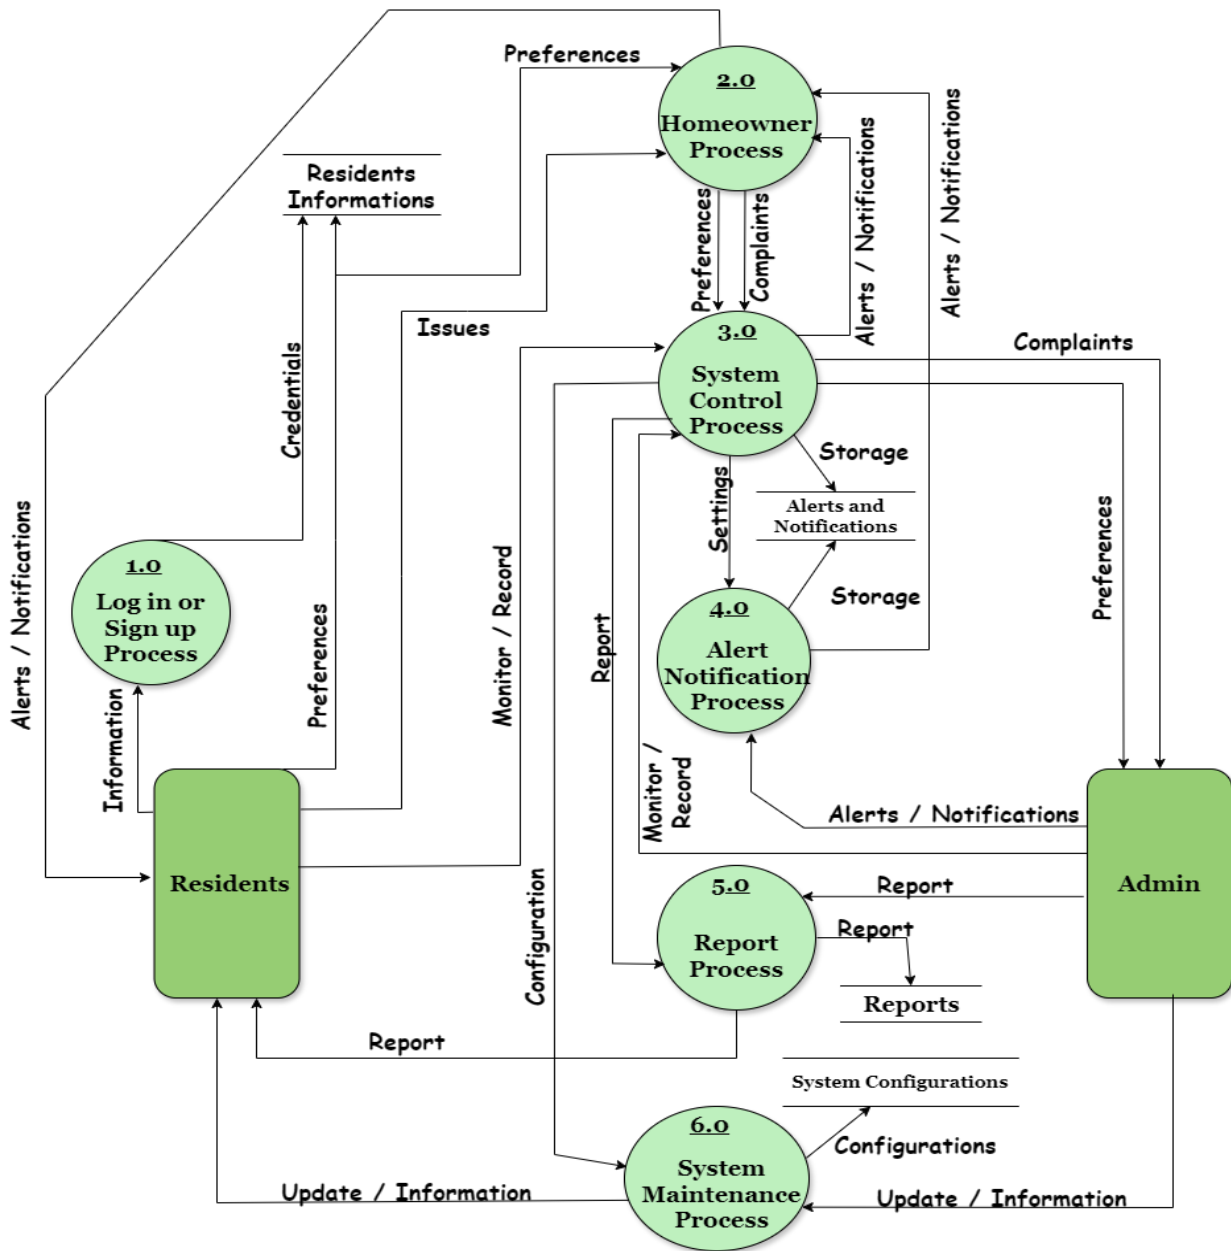 Preferences
2.0
Homeowner
Process
Alerts / Notifications
Alerts / Notifications
Residents
Informations
Preferences
Complaints
Issues
3.0
System
Control
Process
Complaints
Credentials
Storage
Alerts and
Notifications
Settings
Preferences
Monitor / Record
Report
1.0
Log in or
Sign up
Process
Storage
4.0
Alert
Notification
Process
Alerts / Notifications
Preferences
Information
Monitor /
Record
Alerts / Notifications
Residents
Admin
5.0
Report
Process
Report
Report
Configuration
Reports
Report
System Configurations
6.0
System
Maintenance
Process
Configurations
Update / Information
Update / Information